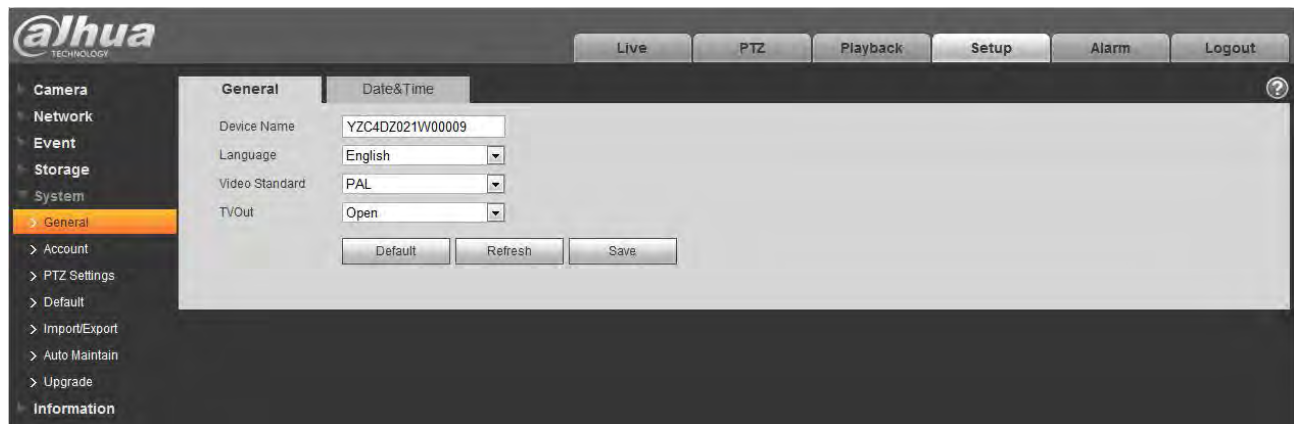 alhua
TECHNOLOGY
Live PTZ Playback Setup Alarm Logout
Camera
Network
Event
Storage
System
> General
> Account
> PTZ Settings
> Default
> Import/Export
> Auto Maintain
> Upgrade
Information
General Date&Time ?
Device Name YZC4DZ021W00009
Language English
Video Standard PAL
TVOut Open
Default Refresh Save